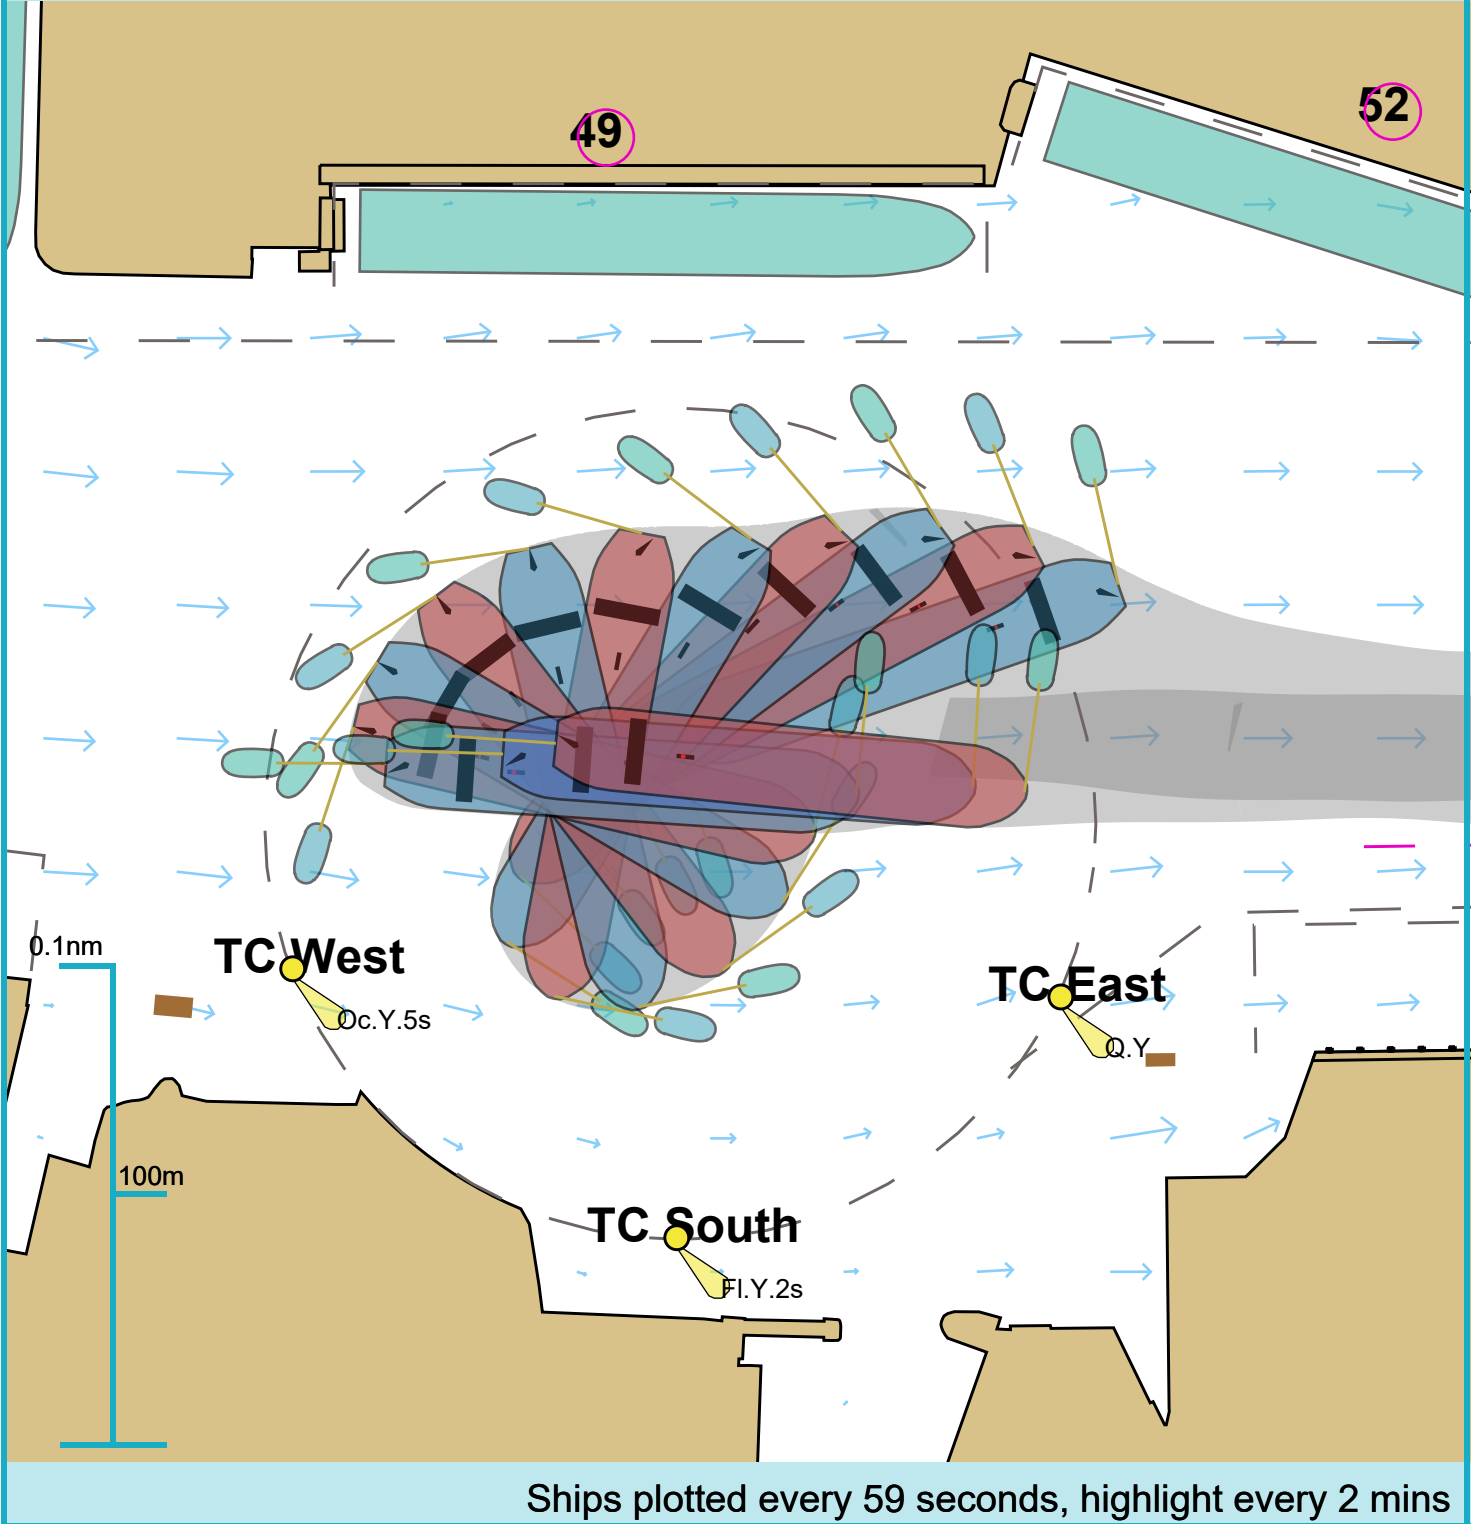 49
52
0.1nm
TC West
Oc.Y.5s
TC East
Q.Y
100m
TC South
Fl.Y.2s
Ships plotted every 59 seconds, highlight every 2 mins